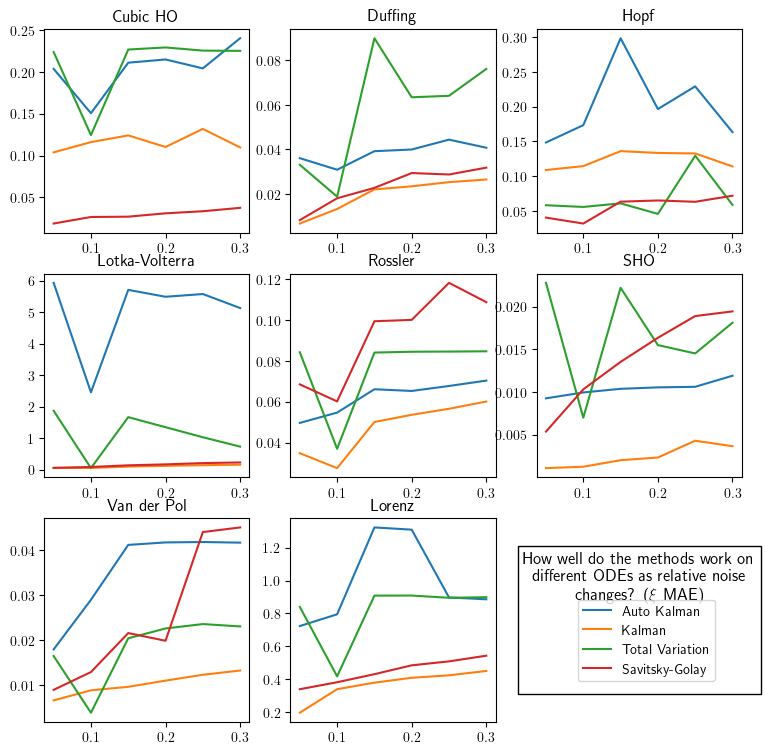 Cubic HO
Duffing
Hopf
0.25
0.20
0.15
0.10
0.05
0.08
0.06
0.04
0.02
0.30
0.25
0.20
0.15
0.10
0.05
0.1 0.2 0.3
0.1 0.2 0.3
0.1 0.2 0.3
Lotka-Volterra
Rossler
SHO
6
5
4
3
2
1
0
0.12
0.10
0.08
0.06
0.04
0.020
0.015
0.010
0.005
0.1 0.2 0.3
0.1 0.2 0.3
0.1 0.2 0.3
Van der Pol
Lorenz
0.04
0.03
0.02
0.01
1.2
1.0
0.8
0.6
0.4
0.2
0.1 0.2 0.3
0.1 0.2 0.3
How well do the methods work on
different ODEs as relative noise
changes? (ξ MAE)
Auto Kalman
Kalman
Total Variation
Savitsky-Golay